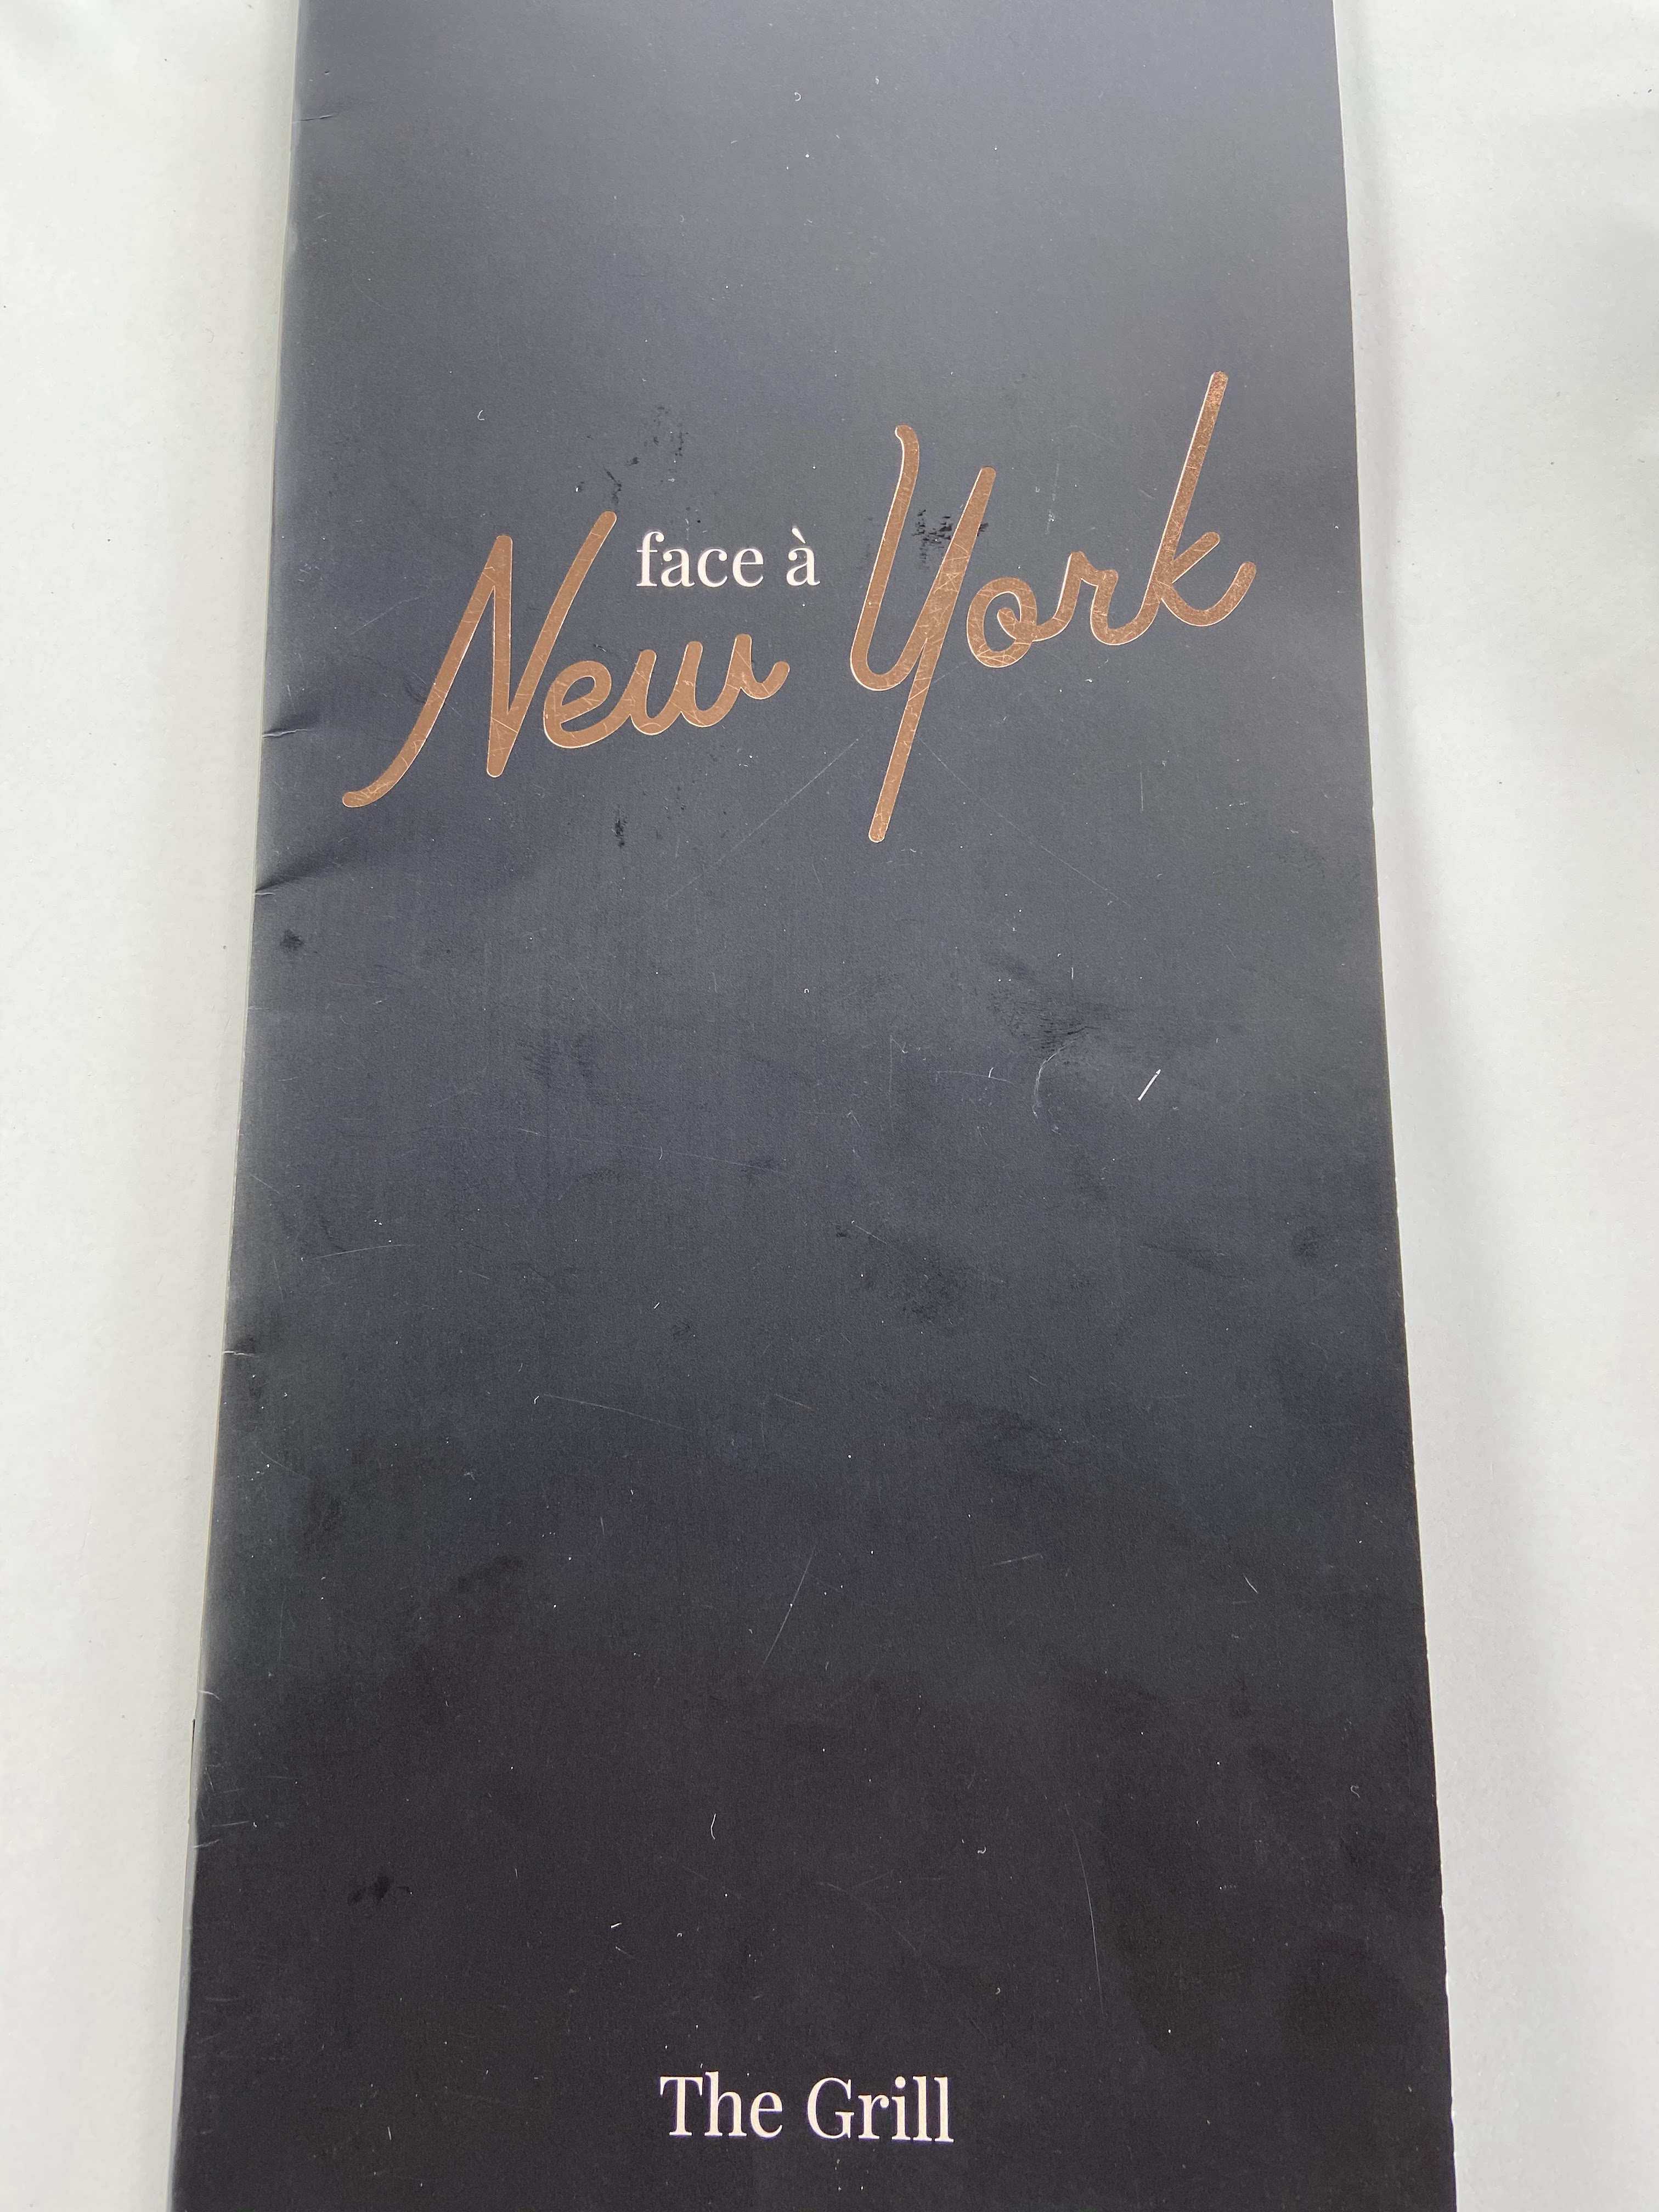 face à
New York
The Grill